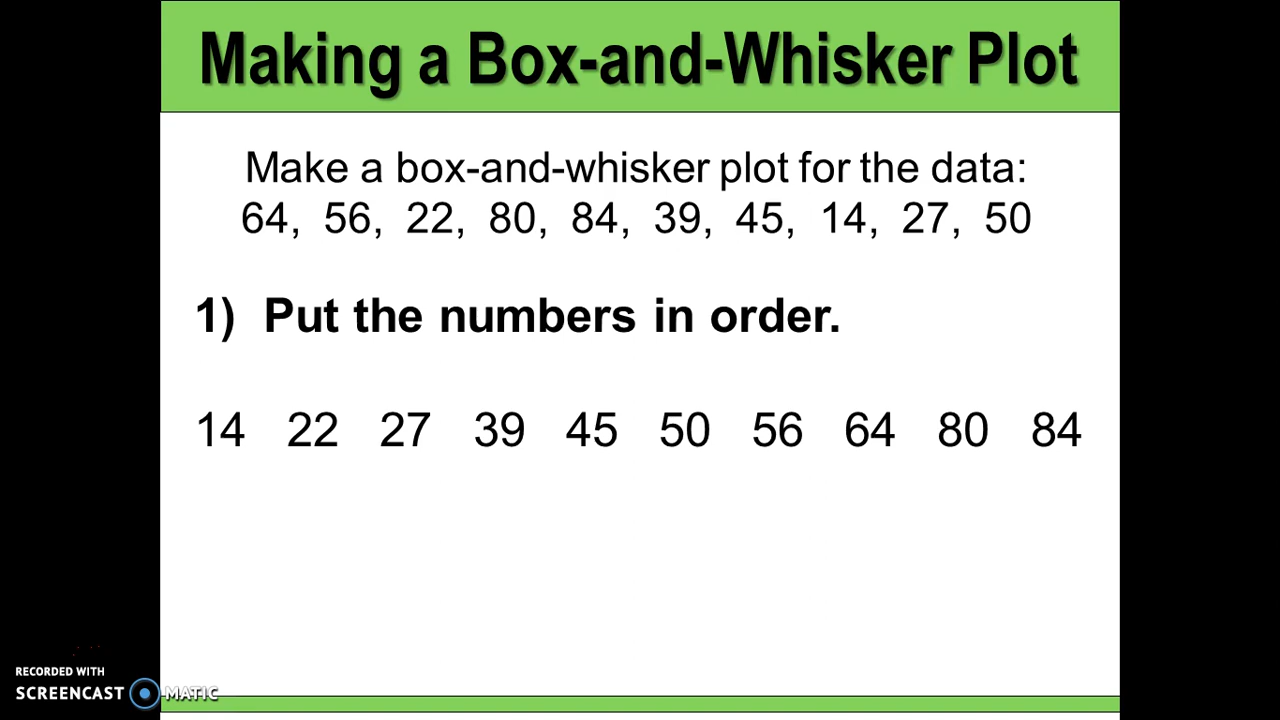 Making a Box-and-Whisker Plot
Make a box-and-whisker plot for the data:
64, 56, 22, 80, 84, 39, 45, 14, 27, 50
1) Put the numbers in order.
14 22 27 39 45 50 56 64 80 84
RECORDED WITH
SCREENCAST MATIC